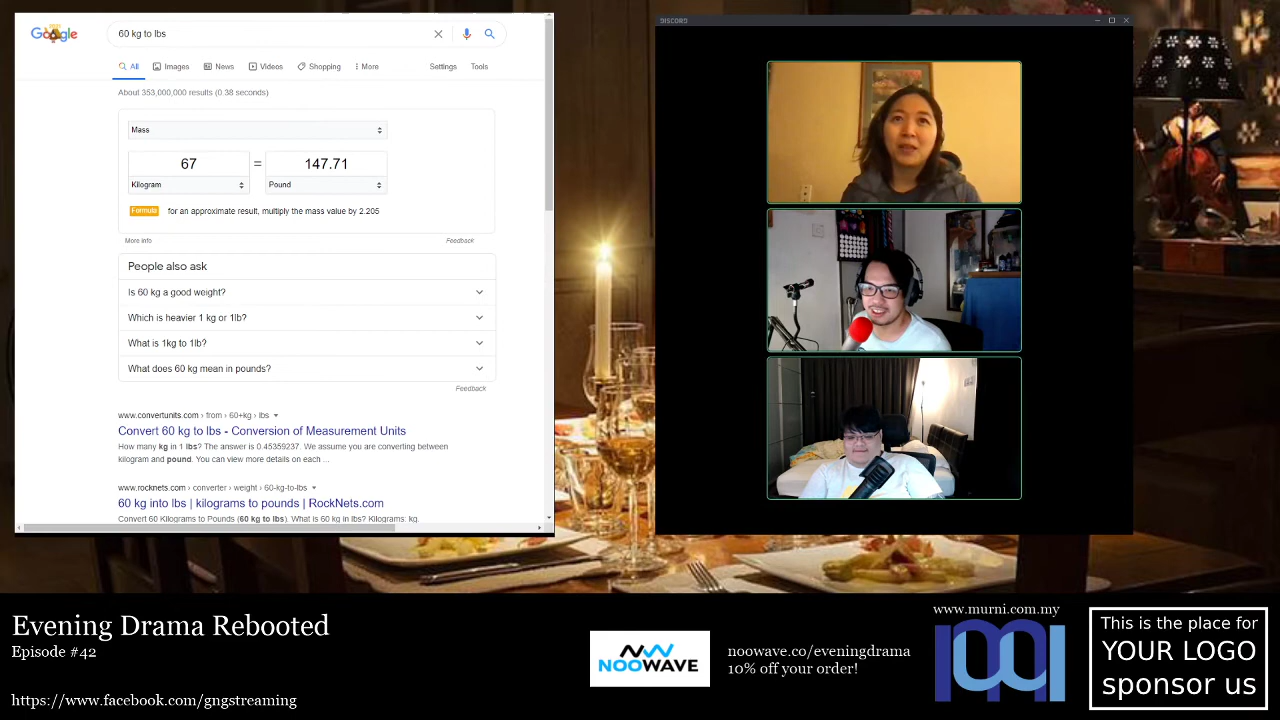 Google
60 kg to lbs
All
Images
News
Videos
Shopping
More
Settings
Tools
About 353,000,000 results (0.38 seconds)
Mass
67 = 147.71
Kilogram
Pound
Formula for an approximate result, multiply the mass value by 2.205
More info
Feedback
People also ask
Is 60 kg a good weight?
Which is heavier 1 kg or 1lb?
What is 1kg to 1lb?
What does 60 kg mean in pounds?
Feedback
www.convertunits.com › from › 60+kg › lbs
Convert 60 kg to lbs - Conversion of Measurement Units
How many kg in 1 lbs? The answer is 0.45359237. We assume you are converting between
kilogram and pound. You can view more details on each ...
www.rocknets.com › converter › weight › 60-kg-to-lbs
60 kg into lbs | kilograms to pounds | RockNets.com
Convert 60 Kilograms to Pounds (60 kg to lbs). What is 60 kg in lbs? Kilograms: kg.
DISCORD
Evening Drama Rebooted
Episode #42
https://www.facebook.com/gngstreaming
NOOWAVE
noowave.co/eveningdrama
10% off your order!
www.murni.com.my
This is the place for
YOUR LOGO
sponsor us